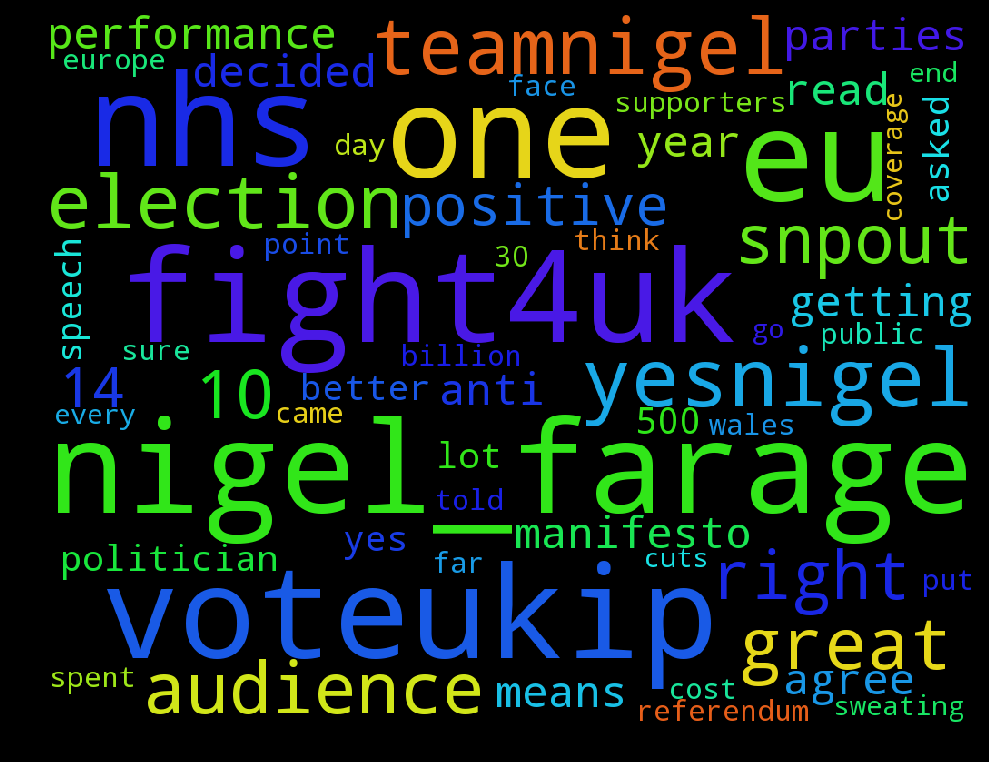 performance
teamnigel
parties
europe
decided
face
read
end
nhs
one
supporters
eu
coverage
asked
day
year
election
positive
snpout
speech
point
30
think
fight4uk
getting
go
public
sure
billion
yesnigel
14
10
better
anti
every
came
500
wales
nigel farage
lot
told
manifesto
yes
politician
far
cuts
right
put
voteukip
great
spent
audience
means
cost
agree
referendum
sweating